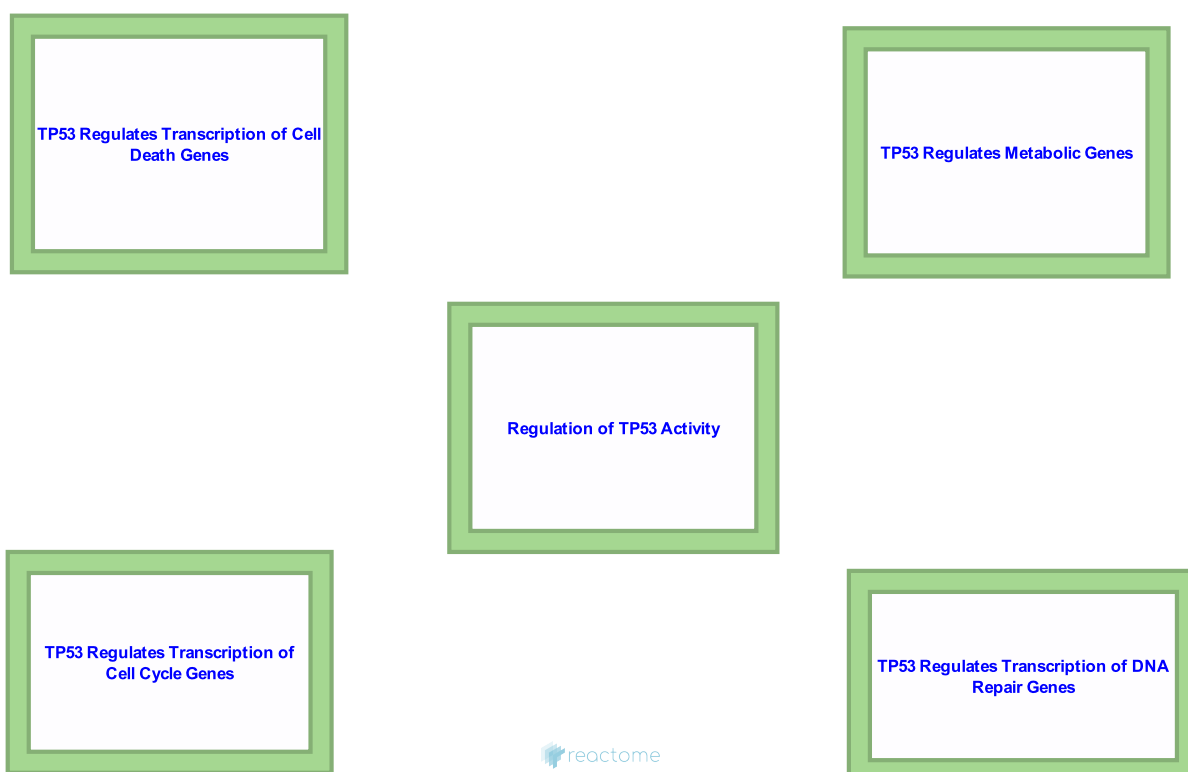 TP53 Regulates Transcription of Cell
Death Genes
TP53 Regulates Metabolic Genes
Regulation of TP53 Activity
TP53 Regulates Transcription of
Cell Cycle Genes
TP53 Regulates Transcription of DNA
Repair Genes
reactome